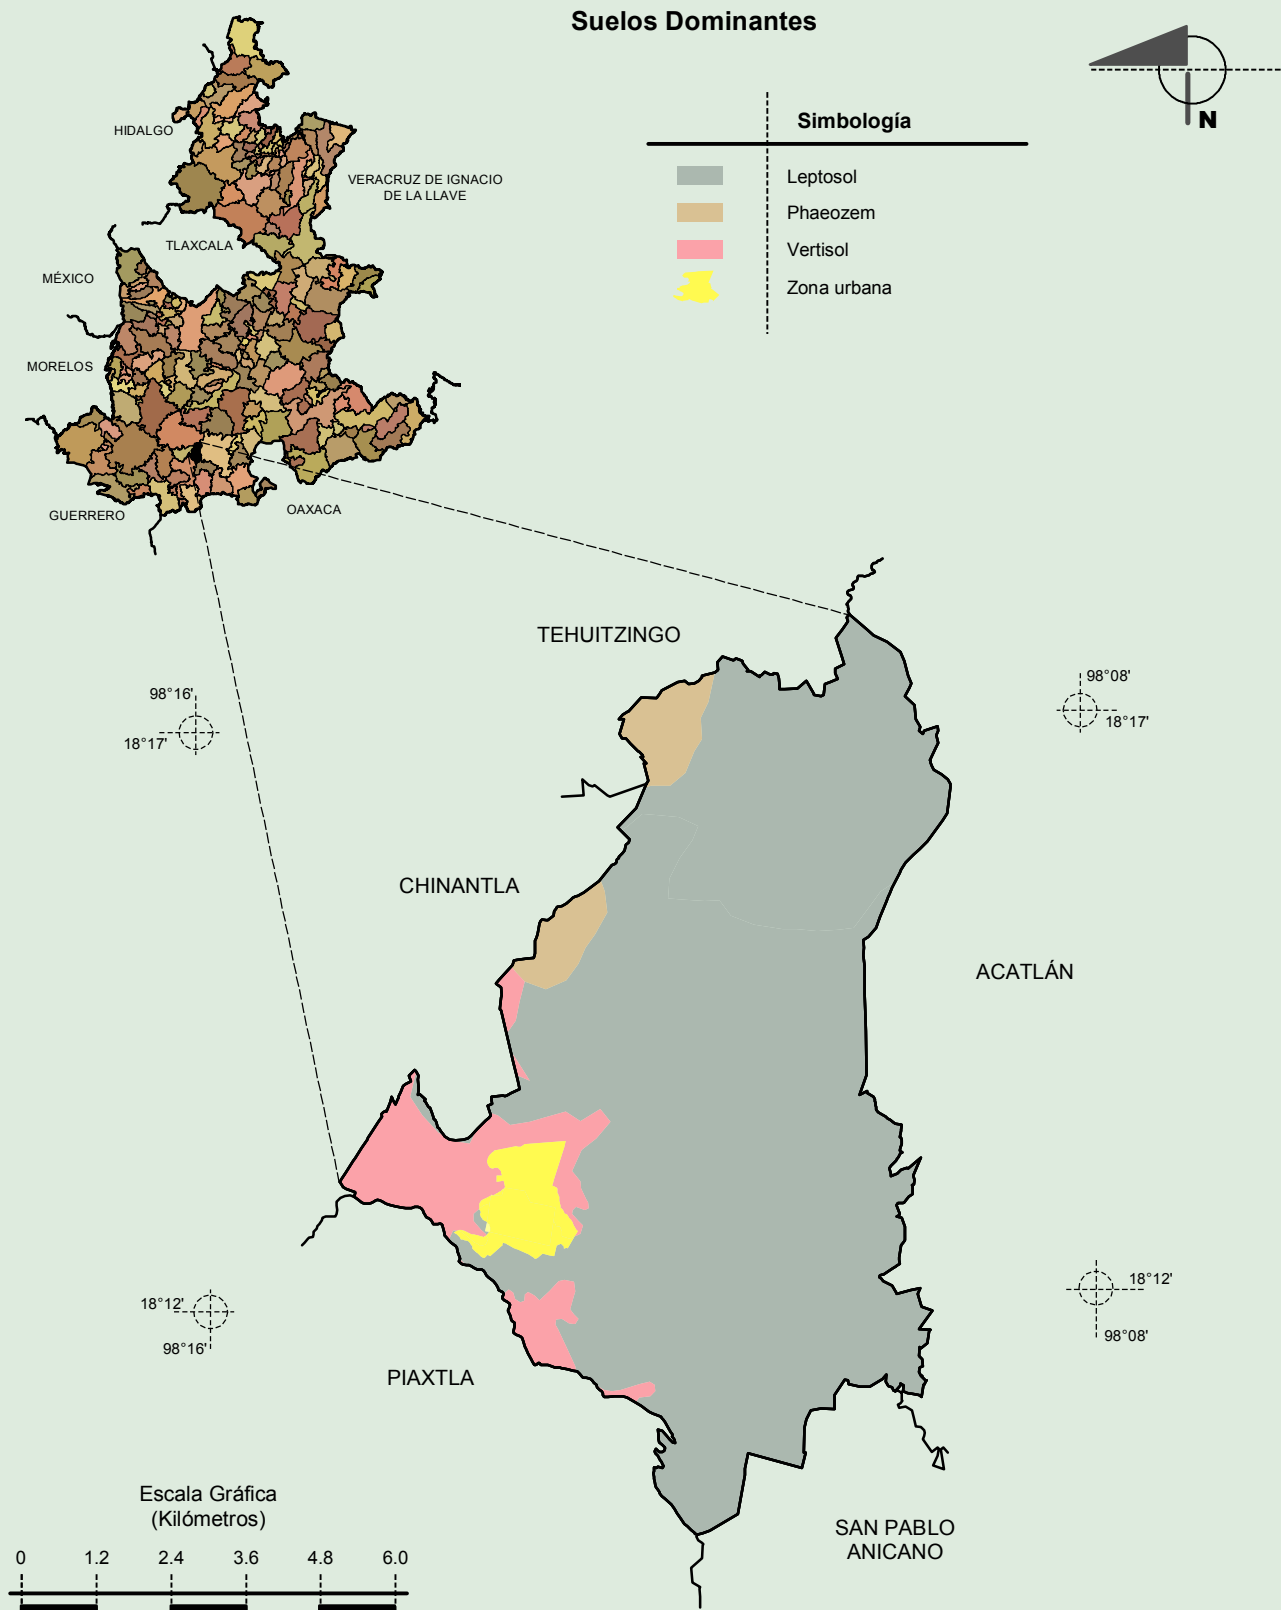 Suelos Dominantes
N
Simbología
Leptosol
Phaeozem
Vertisol
Zona urbana
HIDALGO
VERACRUZ DE IGNACIO
DE LA LLAVE
TLAXCALA
MÉXICO
MORELOS
GUERRERO
OAXACA
TEHUITZINGO
98°16'
18°17'
98°08'
18°17'
CHINANTLA
ACATLÁN
18°12'
98°16'
18°12'
98°08'
PIAXTLA
SAN PABLO
ANICANO
Escala Gráfica
(Kilómetros)
0 1.2 2.4 3.6 4.8 6.0